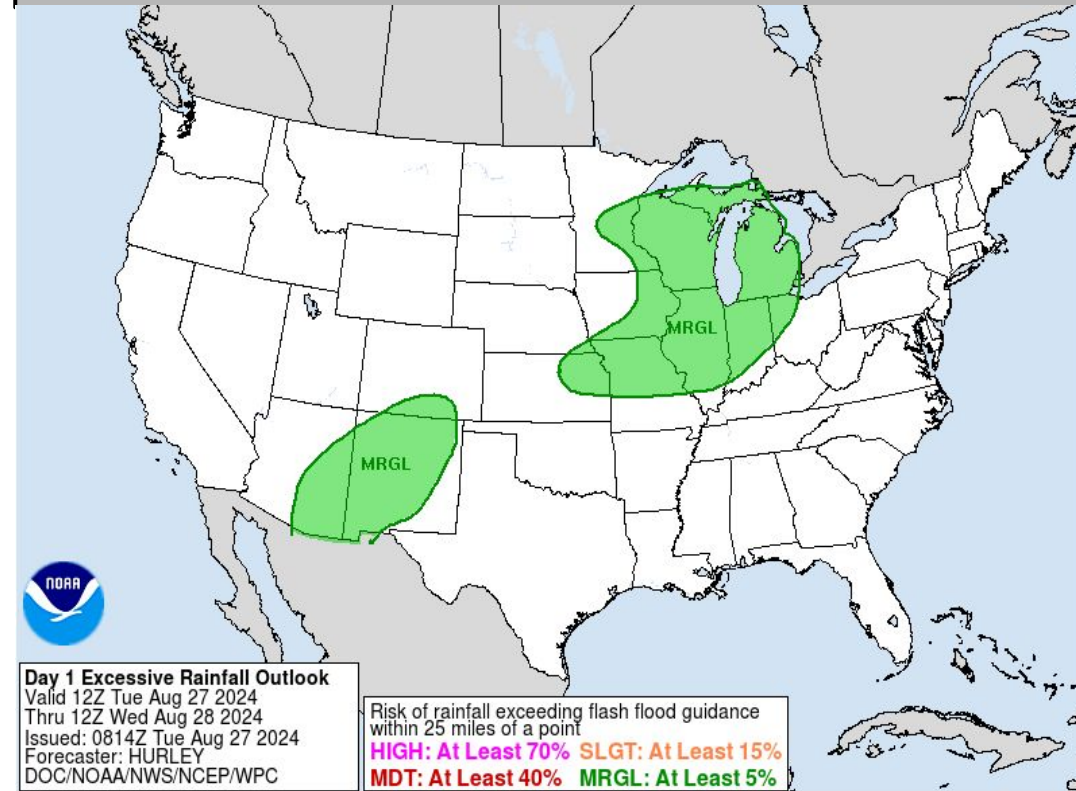 MRGL
MRGL
NOAA
Day 1 Excessive Rainfall Outlook
Valid 12Z Tue Aug 27 2024
Thru 12Z Wed Aug 28 2024
Issued: 0814Z Tue Aug 27 2024
Forecaster: HURLEY
DOC/NOAA/NWS/NCEP/WPC
Risk of rainfall exceeding flash flood guidance
within 25 miles of a point
HIGH: At Least 70% SLGT: At Least 15%
MDT: At Least 40% MRGL: At Least 5%